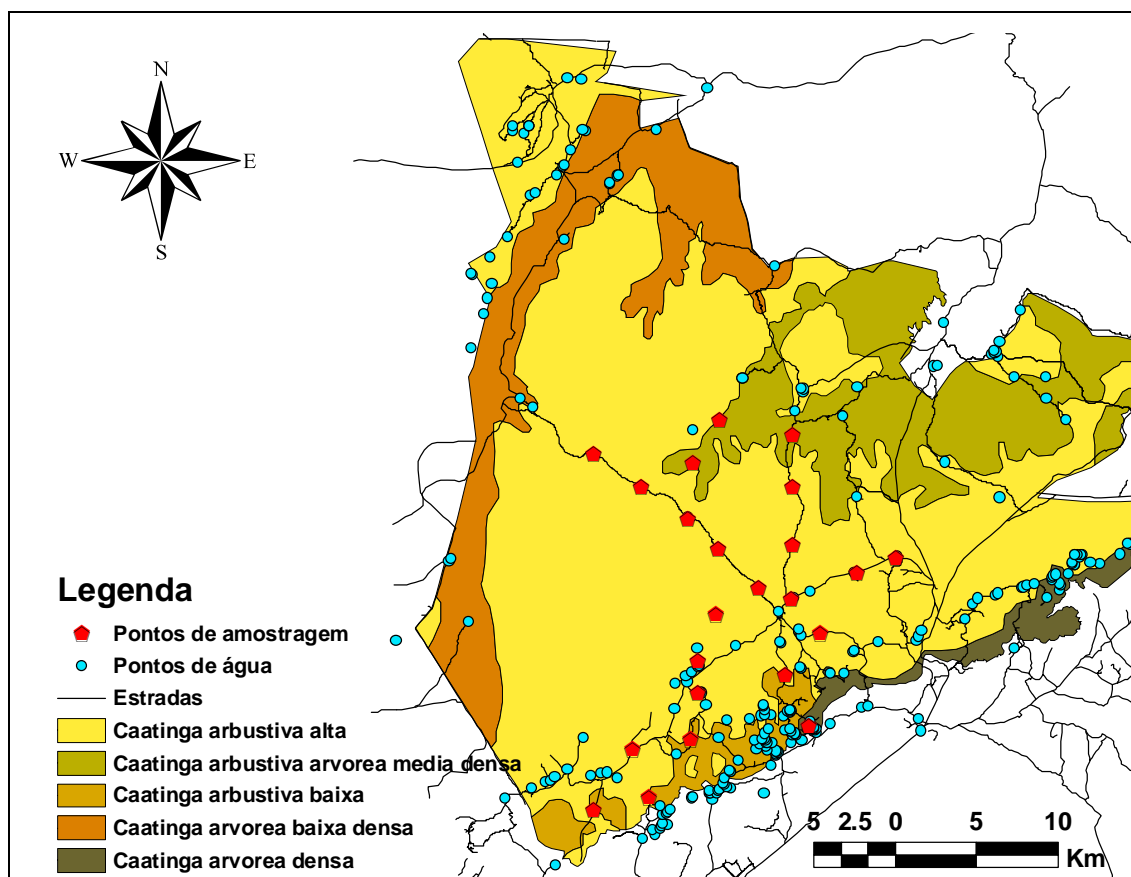 N
W E
S
Legenda
Pontos de amostragem
Pontos de água
Estradas
Caatinga arbustiva alta
Caatinga arbustiva arvorea media densa
Caatinga arbustiva baixa
Caatinga arvorea baixa densa
Caatinga arvorea densa
5 2.5 0 5 10
Km